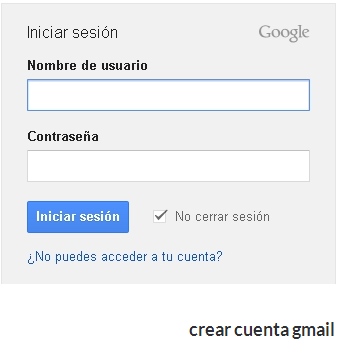 Iniciar sesión Google
Nombre de usuario
Contraseña
Iniciar sesión No cerrar sesión
¿No puedes acceder a tu cuenta?
crear cuenta gmail